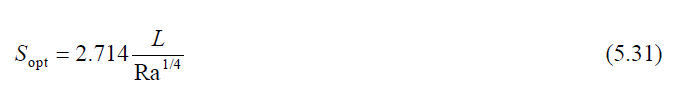 S_opt = 2.714 L/Ra^1/4 (5.31)